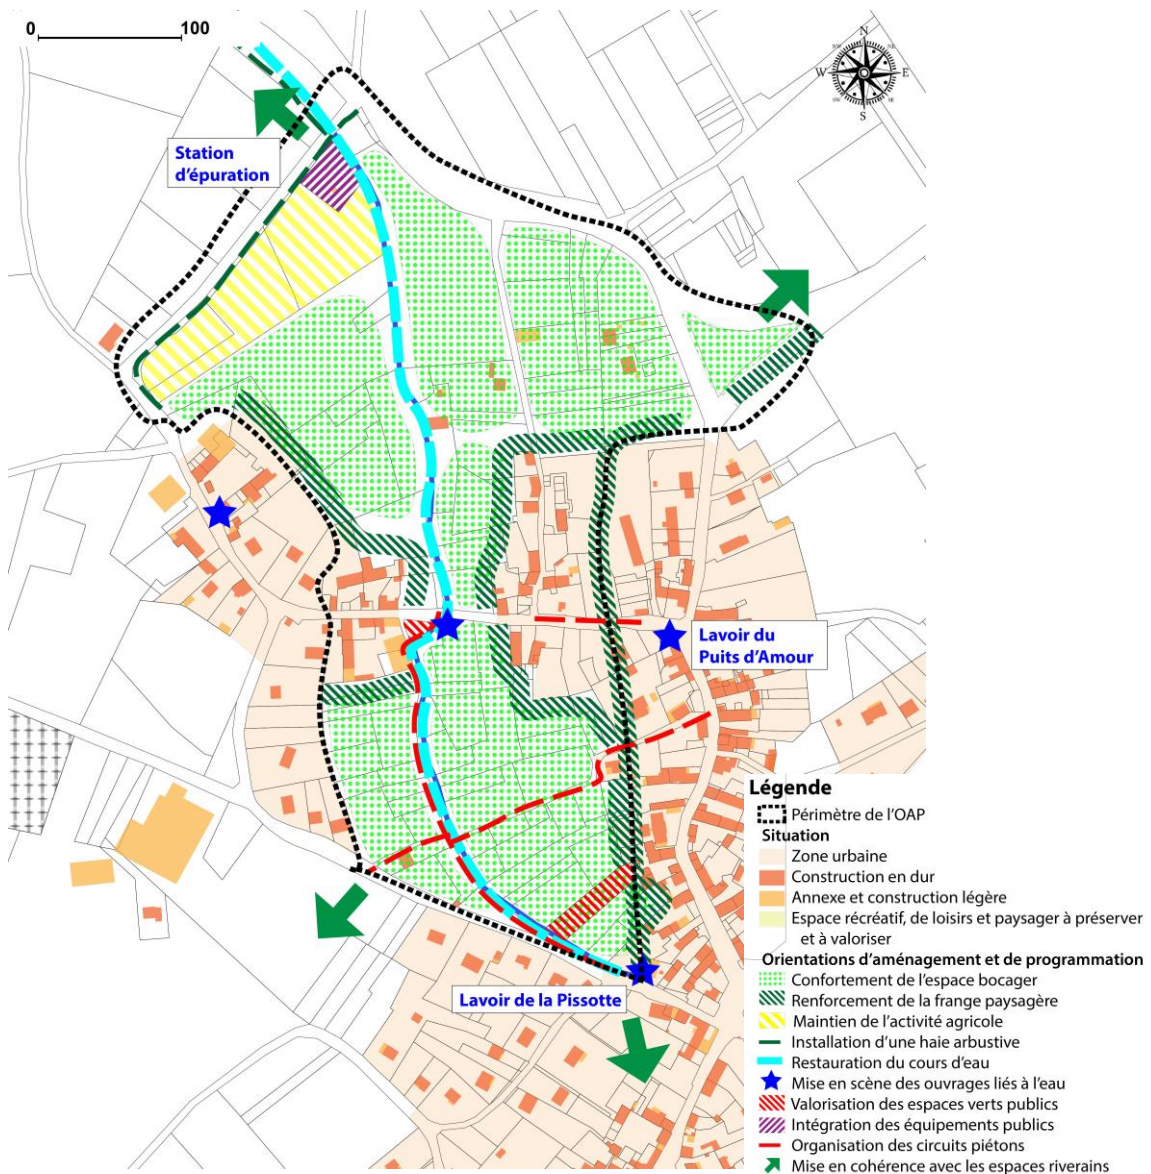 0 100
N
NW NE
W E
SW SE
S
Station
d'épuration
Lavoir du
Puits d'Amour
Lavoir de la Pissotte
Légende
Périmètre de l'OAP
Situation
Zone urbaine
Construction en dur
Annexe et construction légère
Espace récréatif, de loisirs et paysager à préserver
et à valoriser
Orientations d'aménagement et de programmation
Confortement de l'espace bocager
Renforcement de la frange paysagère
Maintien de l'activité agricole
Installation d'une haie arbustive
Restauration du cours d'eau
Mise en scène des ouvrages liés à l'eau
Valorisation des espaces verts publics
Intégration des équipements publics
Organisation des circuits piétons
Mise en cohérence avec les espaces riverains